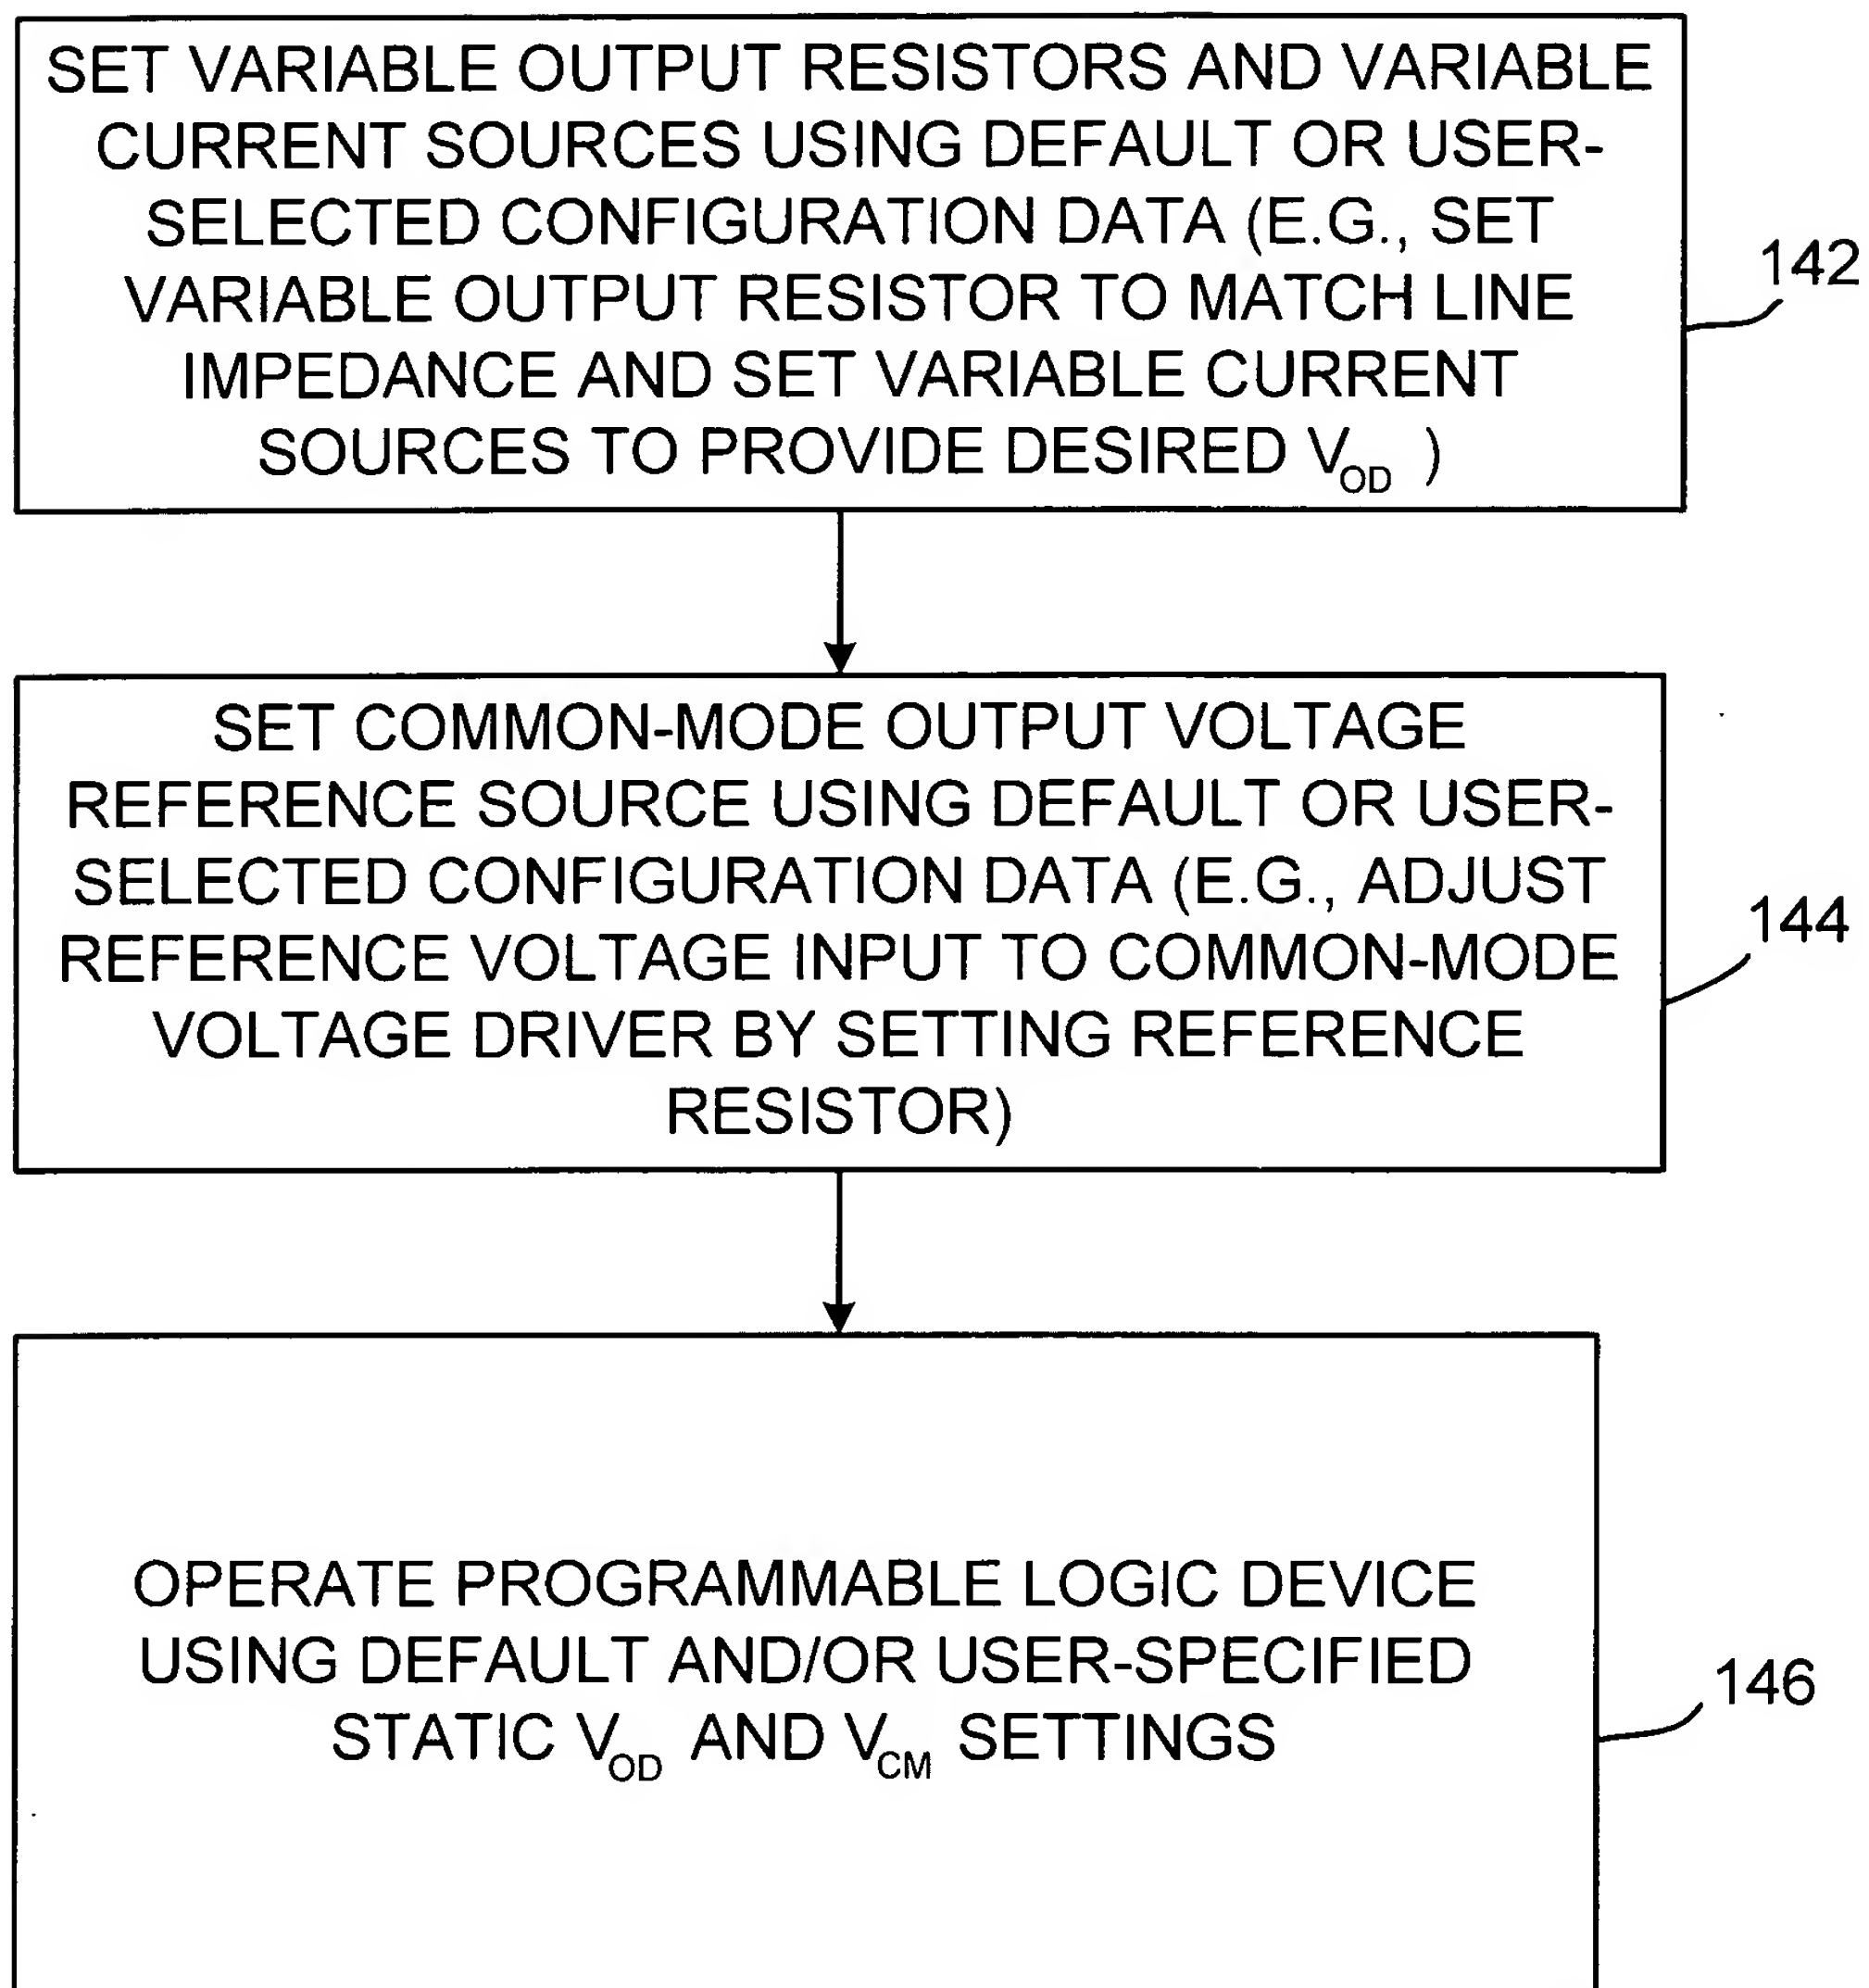 SET VARIABLE OUTPUT RESISTORS AND VARIABLE
CURRENT SOURCES USING DEFAULT OR USER-
SELECTED CONFIGURATION DATA (E.G., SET
VARIABLE OUTPUT RESISTOR TO MATCH LINE
IMPEDANCE AND SET VARIABLE CURRENT
SOURCES TO PROVIDE DESIRED VOD )
142
SET COMMON-MODE OUTPUT VOLTAGE
REFERENCE SOURCE USING DEFAULT OR USER-
SELECTED CONFIGURATION DATA (E.G., ADJUST
REFERENCE VOLTAGE INPUT TO COMMON-MODE
VOLTAGE DRIVER BY SETTING REFERENCE
RESISTOR)
144
OPERATE PROGRAMMABLE LOGIC DEVICE
USING DEFAULT AND/OR USER-SPECIFIED
STATIC VOD AND VCM SETTINGS
146